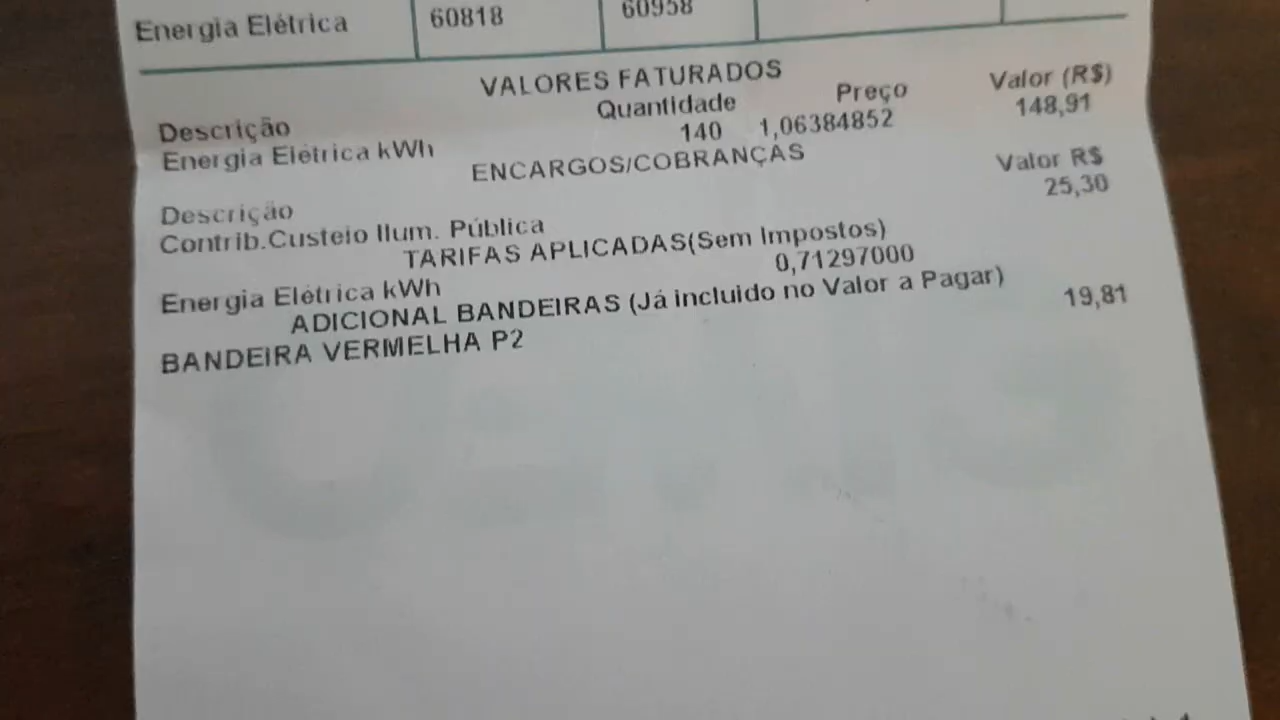 Energia Elétrica 60818 60958
VALORES FATURADOS
Descrição Quantidade Preço Valor (R$)
Energia Elétrica kWh 140 1,06384852 148,91
ENCARGOS/COBRANÇAS
Descrição Valor R$
Contrib.Custeio Ilum. Pública 25,30
TARIFAS APLICADAS(Sem Impostos)
Energia Elétrica kWh 0,71297000
ADICIONAL BANDEIRAS (Já incluido no Valor a Pagar)
BANDEIRA VERMELHA P2 19,81